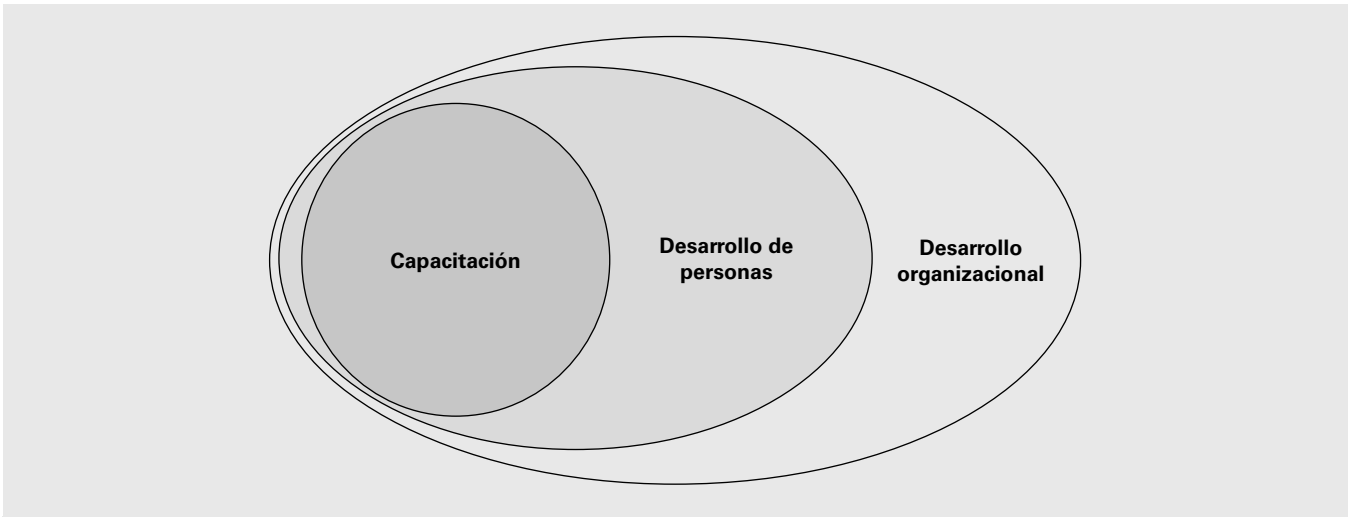 Capacitación
Desarrollo de
personas
Desarrollo
organizacional